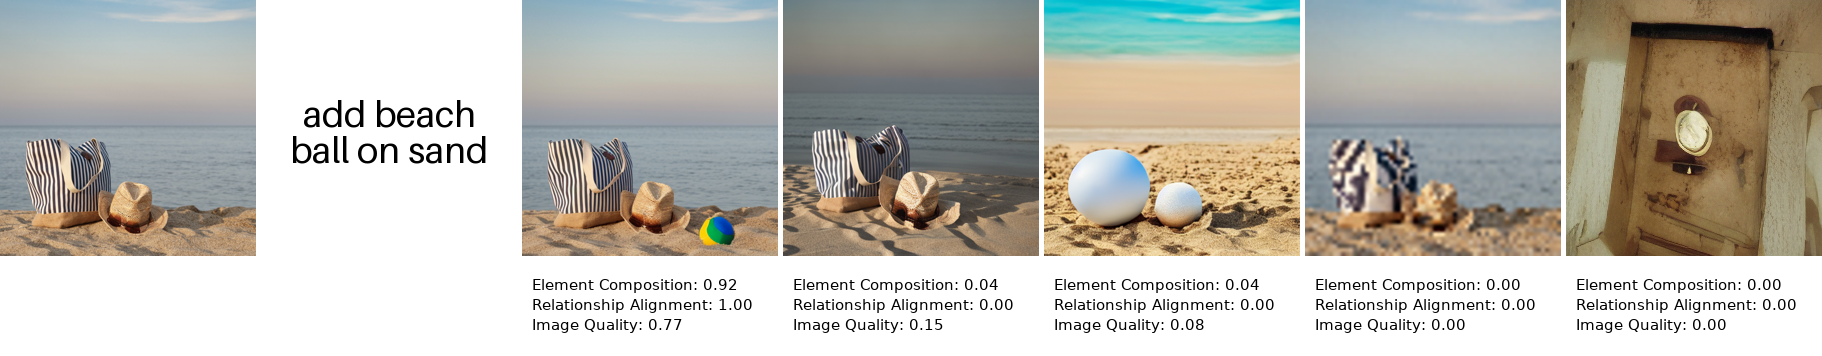 add beach
ball on sand
Element Composition: 0.92
Relationship Alignment: 1.00
Image Quality: 0.77
Element Composition: 0.04
Relationship Alignment: 0.00
Image Quality: 0.15
Element Composition: 0.04
Relationship Alignment: 0.00
Image Quality: 0.08
Element Composition: 0.00
Relationship Alignment: 0.00
Image Quality: 0.00
Element Composition: 0.00
Relationship Alignment: 0.00
Image Quality: 0.00